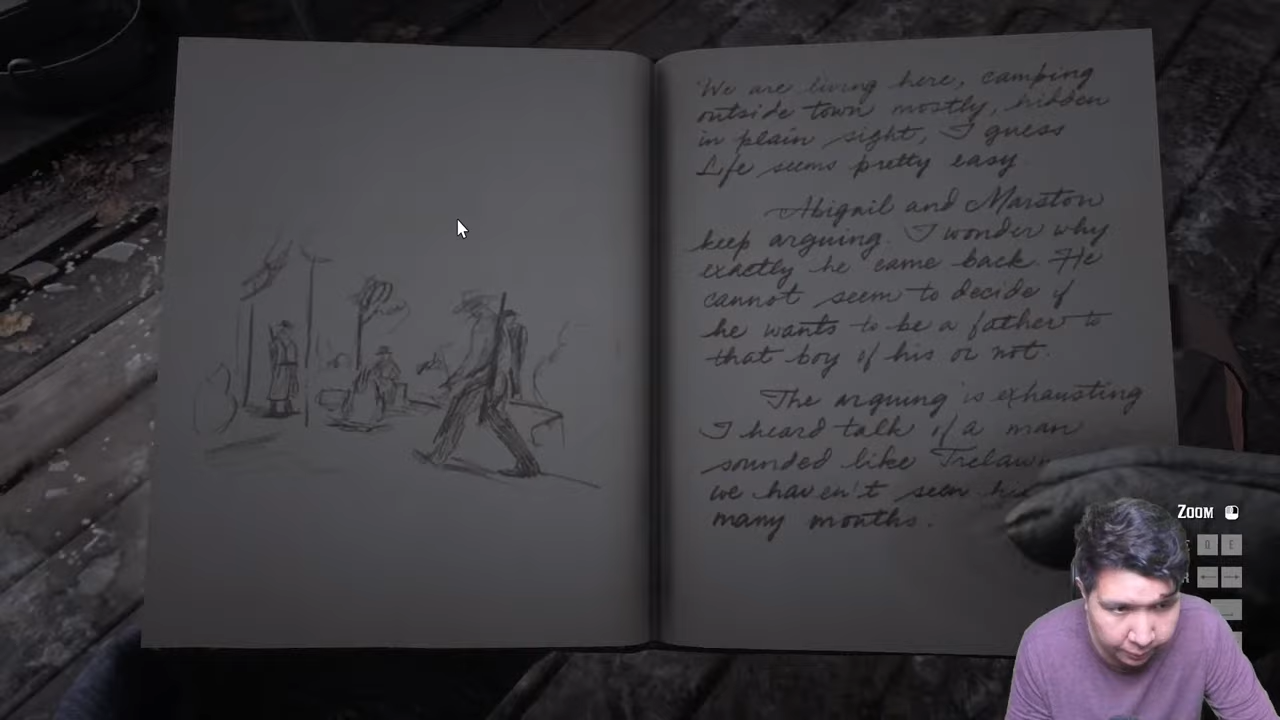 We are living here, camping
outside town mostly, hidden
in plain sight, I guess
Life seems pretty easy
Abigail and Marston
keep arguing. I wonder why
exactly he came back. He
cannot seem to decide if
he wants to be a father to
that boy of his or not.
The arguing is exhausting
I heard talk of a man
sounded like Trelawn
we haven't seen hi
many months.
ZOOM
Q E